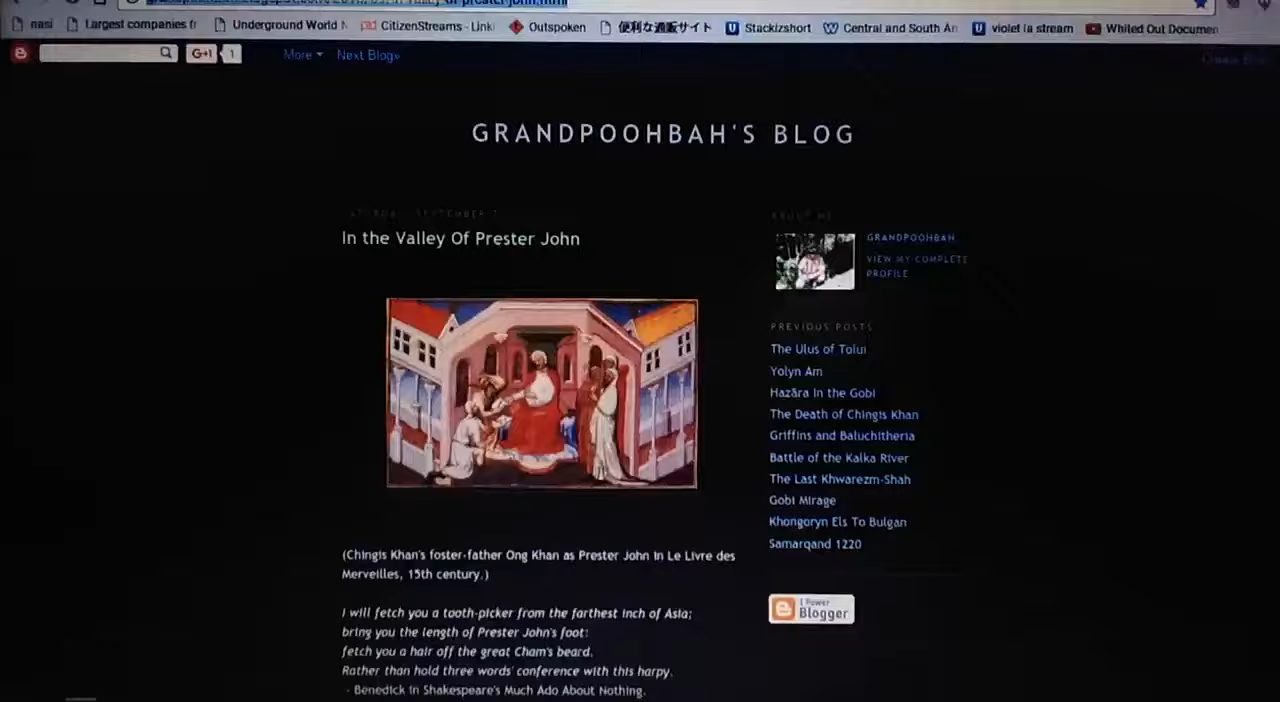 nasi
Largest companies fr
Underground World N
CitizenStreams - Link
Outspoken
便利な通販サイト
Stackizshort
Central and South An
violet la stream
Whited Out Documen
G+1 1
More
Next Blog»
GRANDPOOHBAH'S BLOG
In the Valley Of Prester John
(Chingis Khan's foster-father Ong Khan as Prester John in Le Livre des
Merveilles, 15th century.)
I will fetch you a tooth-picker from the farthest inch of Asia;
bring you the length of Prester John's foot:
fetch you a hair off the great Cham's beard.
Rather than hold three words' conference with this harpy.
- Benedick in Shakespeare's Much Ado About Nothing.
ABOUT ME
GRANDPOOHBAH
VIEW MY COMPLETE
PROFILE
PREVIOUS POSTS
The Ulus of Tolui
Yolyn Am
Hazāra in the Gobi
The Death of Chingis Khan
Griffins and Baluchitheria
Battle of the Kalka River
The Last Khwarezm-Shah
Gobi Mirage
Khongoryn Els To Bulgan
Samarqand 1220
I Power
Blogger